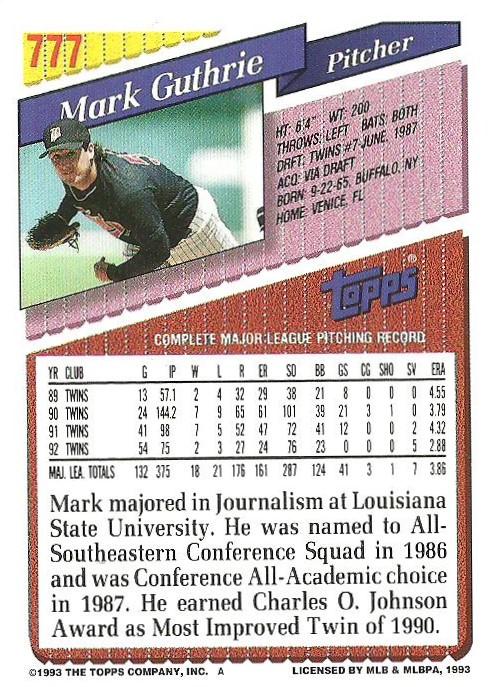 777
Mark Guthrie
Pitcher
HT: 6'4" WT: 200
THROWS: LEFT BATS: BOTH
DRFT: TWINS #7-JUNE, 1987
ACQ: VIA DRAFT
BORN: 9-22-65, BUFFALO, NY
HOME: VENICE, FL
topps®
COMPLETE MAJOR LEAGUE PITCHING RECORD
YR CLUB G IP W L R ER SO BB GS CG SHO SV ERA
89 TWINS 13 57.1 2 4 32 29 38 21 8 0 0 0 4.55
90 TWINS 24 144.2 7 9 65 61 101 39 21 3 1 0 3.79
91 TWINS 41 98 7 5 52 47 72 41 12 0 0 2 4.32
92 TWINS 54 75 2 3 27 24 76 23 0 0 0 5 2.88
MAJ. LEA. TOTALS 132 375 18 21 176 161 287 124 41 3 1 7 3.86
Mark majored in Journalism at Louisiana
State University. He was named to All-
Southeastern Conference Squad in 1986
and was Conference All-Academic choice
in 1987. He earned Charles O. Johnson
Award as Most Improved Twin of 1990.
©1993 THE TOPPS COMPANY, INC. A LICENSED BY MLB & MLBPA, 1993